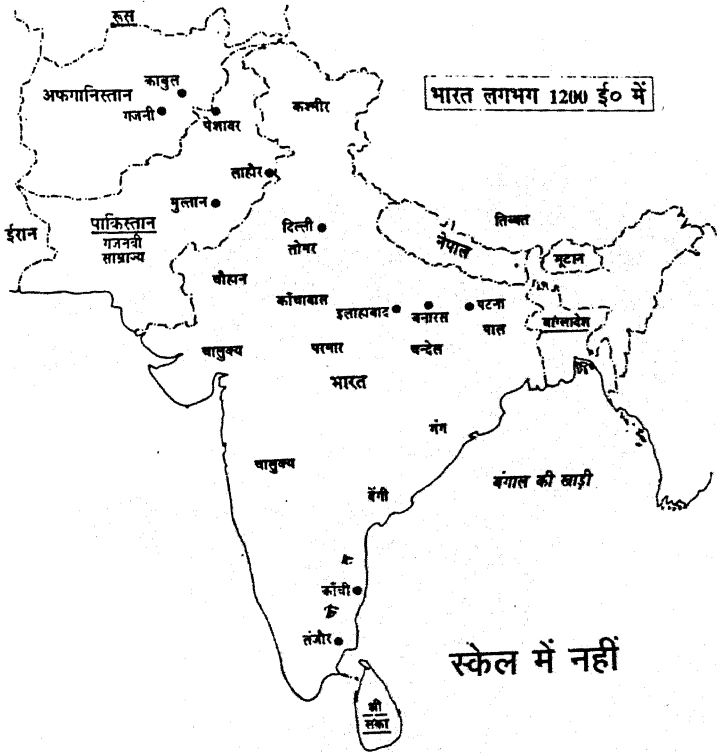 रूस
काबुल
अफगानिस्तान
गजनी
पेशावर
कश्मीर
भारत लगभग 1200 ई० में
लाहौर
मुल्तान
ईरान
पाकिस्तान
गजनवी
साम्राज्य
दिल्ली
तोमर
नेपाल
तिब्बत
भूटान
चौहान
इलाहाबाद
बनारस
पटना
पाल
बांग्लादेश
चालुक्य
परमार
चन्देल
भारत
गंग
चालुक्य
वेंगी
बंगाल की खाड़ी
काँची
तंजौर
स्केल में नहीं
श्री
लंका